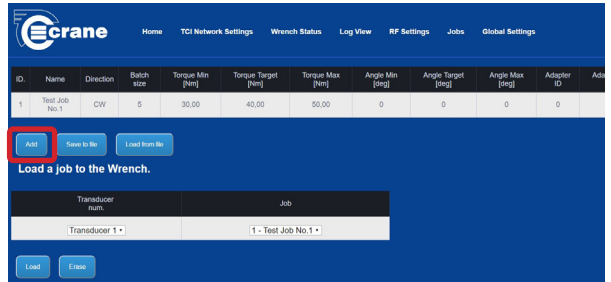 crane
Home TCI Network Settings Wrench Status Log View RF Settings Jobs Global Settings
ID. Name Direction Batch size Torque Min [Nm] Torque Target [Nm] Torque Max [Nm] Angle Min [deg] Angle Target [deg] Angle Max [deg] Adapter ID Ada
1 Test Job No.1 CW 5 30,00 40,00 50,00 0 0 0 0
Add Save to file Load from file
Load a job to the Wrench.
Transducer num. Job
Transducer 1 1 - Test Job No.1
Load Erase